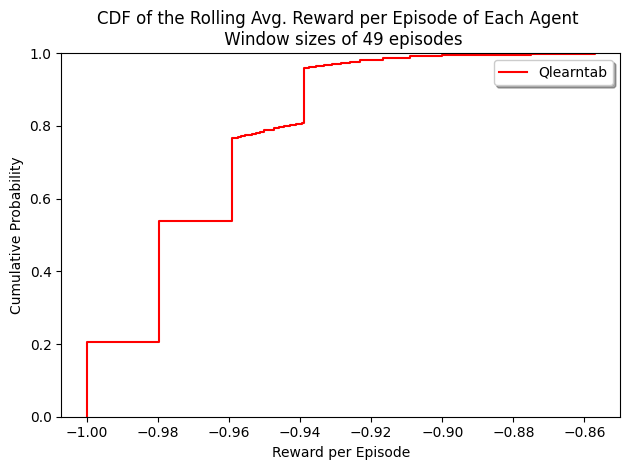 CDF of the Rolling Avg. Reward per Episode of Each Agent
Window sizes of 49 episodes
Qlearntab
Cumulative Probability
1.0
0.8
0.6
0.4
0.2
0.0
−1.00 −0.98 −0.96 −0.94 −0.92 −0.90 −0.88 −0.86
Reward per Episode